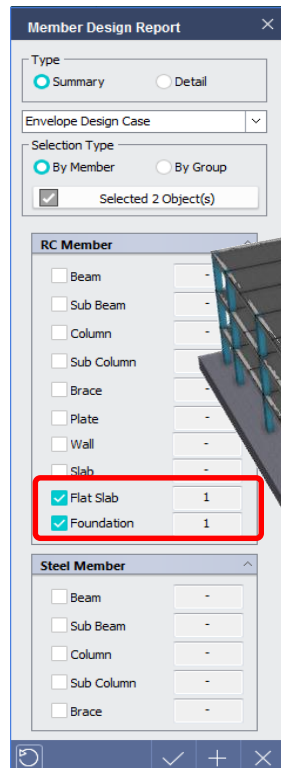 Member Design Report
Type
Summary Detail
Envelope Design Case
Selection Type
By Member By Group
Selected 2 Object(s)
RC Member
Beam -
Sub Beam -
Column -
Sub Column
Brace -
Plate -
Wall -
Slab -
Flat Slab 1
Foundation 1
Steel Member
Beam -
Sub Beam -
Column -
Sub Column -
Brace -